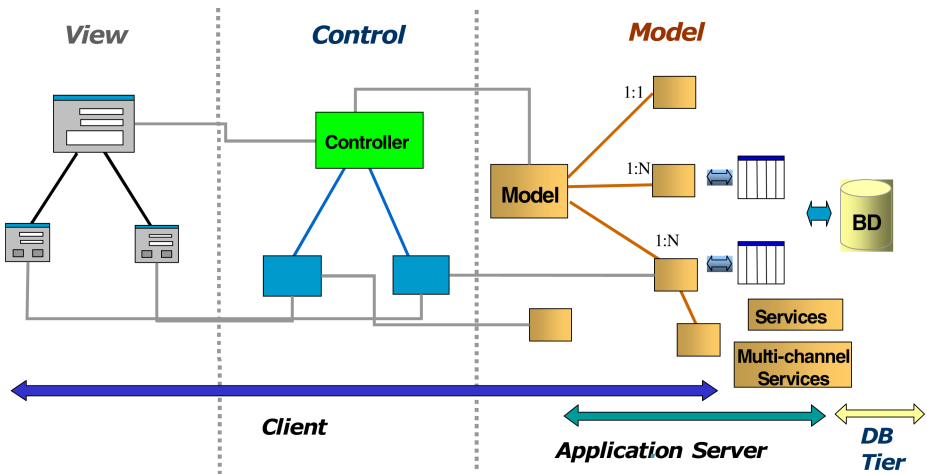 View
Control
Model
1:1
Controller
1:N
Model
BD
1:N
Services
Multi-channel
Services
Client
Application Server
DB
Tier